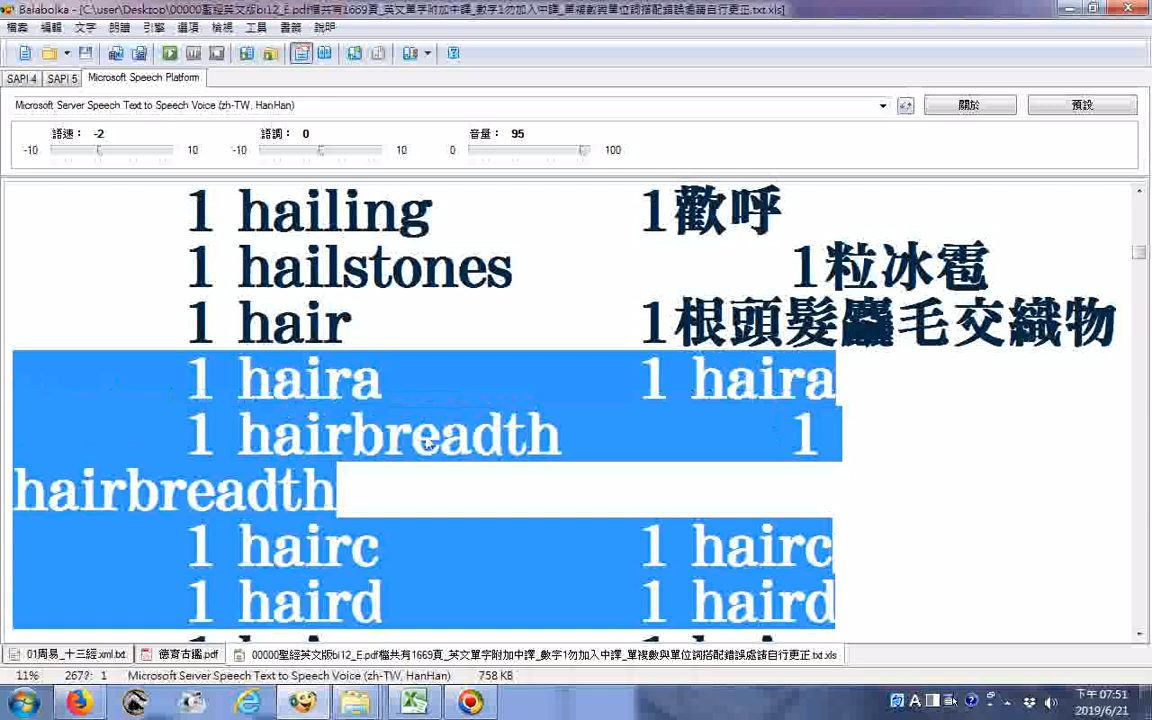 Balabolka - [C:\user\Desktop\00000聖經英文版bi12_E.pdf檔共有1669頁_英文單字附加中譯_數字1勿加入中譯_單複數與單位詞搭配錯誤處請自行更正.txt.xls]
檔案 編輯 文字 朗讀 引擎 選項 檢視 工具 書籤 說明
SAPI 4 SAPI 5 Microsoft Speech Platform
Microsoft Server Speech Text to Speech Voice (zh-TW, HanHan) 關於 預設
語速： -2 語調： 0 音量： 95
-10 10 -10 10 0 100
1 hailing 1歡呼
1 hailstones 1粒冰雹
1 hair 1根頭髮麤毛交織物
1 haira 1 haira
1 hairbreadth 1
hairbreadth
1 hairc 1 hairc
1 haird 1 haird
01周易_十三經.xml.txt 德育古鑑.pdf 00000聖經英文版bi12_E.pdf檔共有1669頁_英文單字附加中譯_數字1勿加入中譯_單複數與單位詞搭配錯誤處請自行更正.txt.xls
11% 267?: 1 Microsoft Server Speech Text to Speech Voice (zh-TW, HanHan) 758 KB
A 下午 07:51
2019/6/21